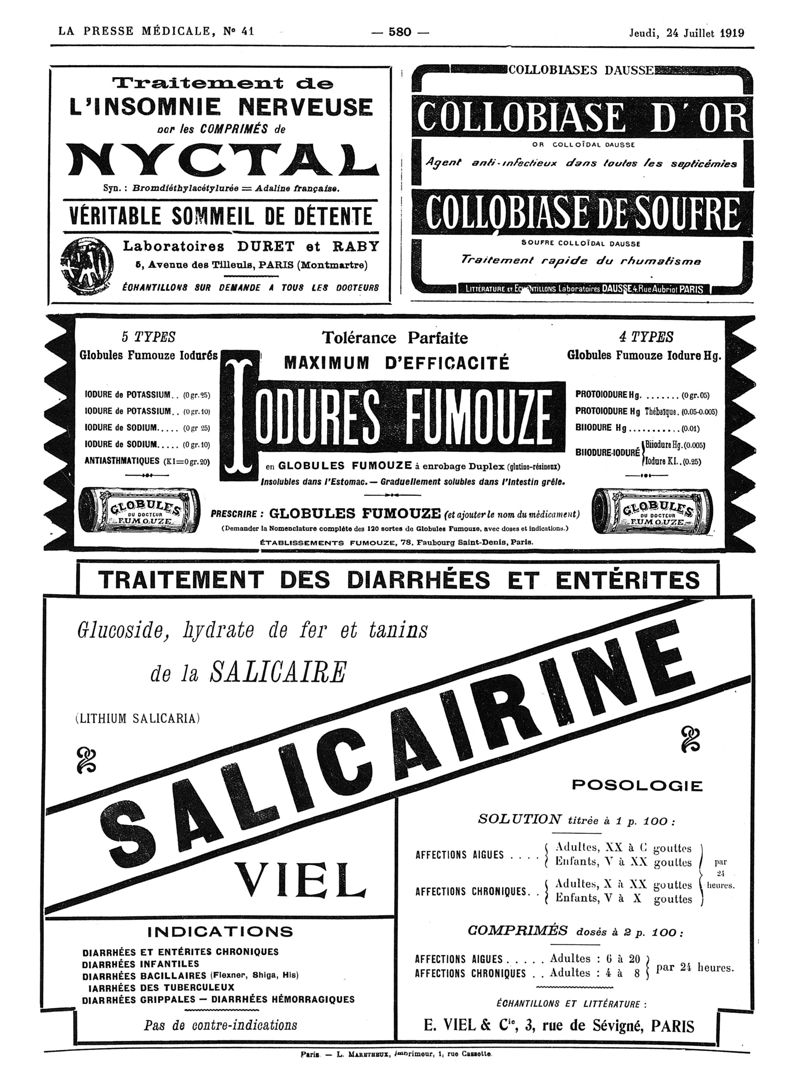 LA PRESSE MÉDICALE, N° 41
— 580 —
Jeudi, 24 Juillet 1919
Traitement de
L'INSOMNIE NERVEUSE
par les COMPRIMÉS de
NYCTAL
Syn. : Bromdiéthylacétylurée = Adaline française.
VÉRITABLE SOMMEIL DE DÉTENTE
Laboratoires DURET et RABY
5, Avenue des Tilleuls, PARIS (Montmartre)
ÉCHANTILLONS SUR DEMANDE A TOUS LES DOCTEURS
COLLOBIASES DAUSSE
COLLOBIASE D'OR
OR COLLOÏDAL DAUSSE
Agent anti-infectieux dans toutes les septicémies
COLLOBIASE DE SOUFRE
SOUFRE COLLOÏDAL DAUSSE
Traitement rapide du rhumatisme
LITTÉRATURE ET ECHANTILLONS Laboratoires DAUSSE 4 Rue Aubriot PARIS
5 TYPES
Globules Fumouze Iodurés
IODURE de POTASSIUM.. (0 gr. 25)
IODURE de POTASSIUM.. (0 gr. 10)
IODURE de SODIUM..... (0 gr 25)
IODURE de SODIUM..... (0 gr. 10)
ANTIASTHMATIQUES (KI=0 gr. 20)
GLOBULES
DU DOCTEUR
FUMOUZE
Tolérance Parfaite
MAXIMUM D'EFFICACITÉ
IODURES FUMOUZE
en GLOBULES FUMOUZE à enrobage Duplex (glutino-résineux)
Insolubles dans l'Estomac. — Graduellement solubles dans l'Intestin grêle.
PRESCRIRE : GLOBULES FUMOUZE (et ajouter le nom du médicament)
(Demander la Nomenclature complète des 120 sortes de Globules Fumouze, avec doses et indications.)
ÉTABLISSEMENTS FUMOUZE, 78, Faubourg Saint-Denis, Paris.
4 TYPES
Globules Fumouze Iodure Hg.
PROTOIODURE Hg. ....... (0 gr. 05)
PROTOIODURE Hg Thébaïque. (0.05-0.005)
BIIODURE Hg ........... (0.01)
BIIODURE-IODURÉ { Biiodure Hg. (0.005)
Iodure KI.. (0.25)
GLOBULES
DU DOCTEUR
FUMOUZE
TRAITEMENT DES DIARRHÉES ET ENTÉRITES
Glucoside, hydrate de fer et tanins
de la SALICAIRE
(LITHIUM SALICARIA)
SALICAIRINE
VIEL
INDICATIONS
DIARRHÉES ET ENTÉRITES CHRONIQUES
DIARRHÉES INFANTILES
DIARRHÉES BACILLAIRES (Flexner, Shiga, His)
IARRHÉES DES TUBERCULEUX
DIARRHÉES GRIPPALES — DIARRHÉES HÉMORRAGIQUES
Pas de contre-indications
POSOLOGIE
SOLUTION titrée à 1 p. 100 :
AFFECTIONS AIGUES .... { Adultes, XX à C gouttes
Enfants, V à XX gouttes
AFFECTIONS CHRONIQUES. . { Adultes, X à XX gouttes
Enfants, V à X gouttes
par
24
heures.
COMPRIMÉS dosés à 2 p. 100 :
AFFECTIONS AIGUES ..... Adultes : 6 à 20
AFFECTIONS CHRONIQUES . . Adultes : 4 à 8 } par 24 heures.
ÉCHANTILLONS ET LITTÉRATURE :
E. VIEL & Cie, 3, rue de Sévigné, PARIS
Paris. — L. MARETHEUX, imprimeur, 1, rue Cassette.